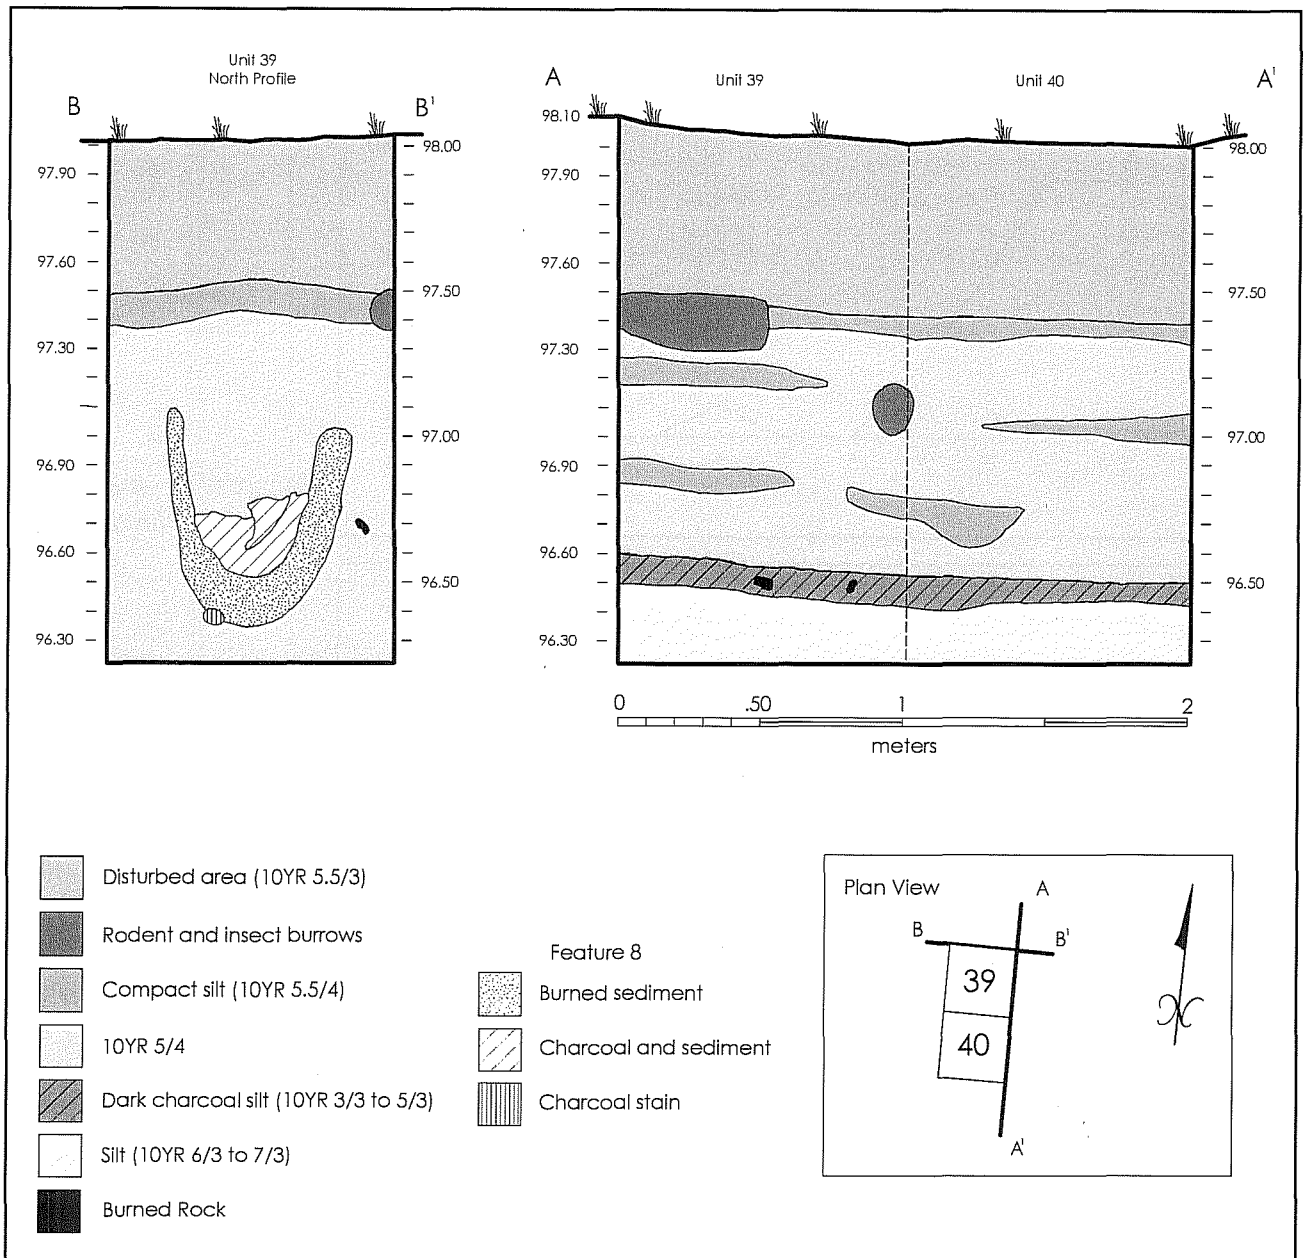 Unit 39
North Profile
B
B¹
98.00
97.90
97.60
97.50
97.30
97.00
96.90
96.60
96.50
96.30
A
Unit 39
Unit 40
A¹
98.10
98.00
97.90
97.60
97.50
97.30
97.00
96.90
96.60
96.50
96.30
0 .50 1 2
meters
Disturbed area (10YR 5.5/3)
Rodent and insect burrows
Compact silt (10YR 5.5/4)
10YR 5/4
Dark charcoal silt (10YR 3/3 to 5/3)
Silt (10YR 6/3 to 7/3)
Burned Rock
Feature 8
Burned sediment
Charcoal and sediment
Charcoal stain
Plan View
A
B
B¹
39
40
A¹